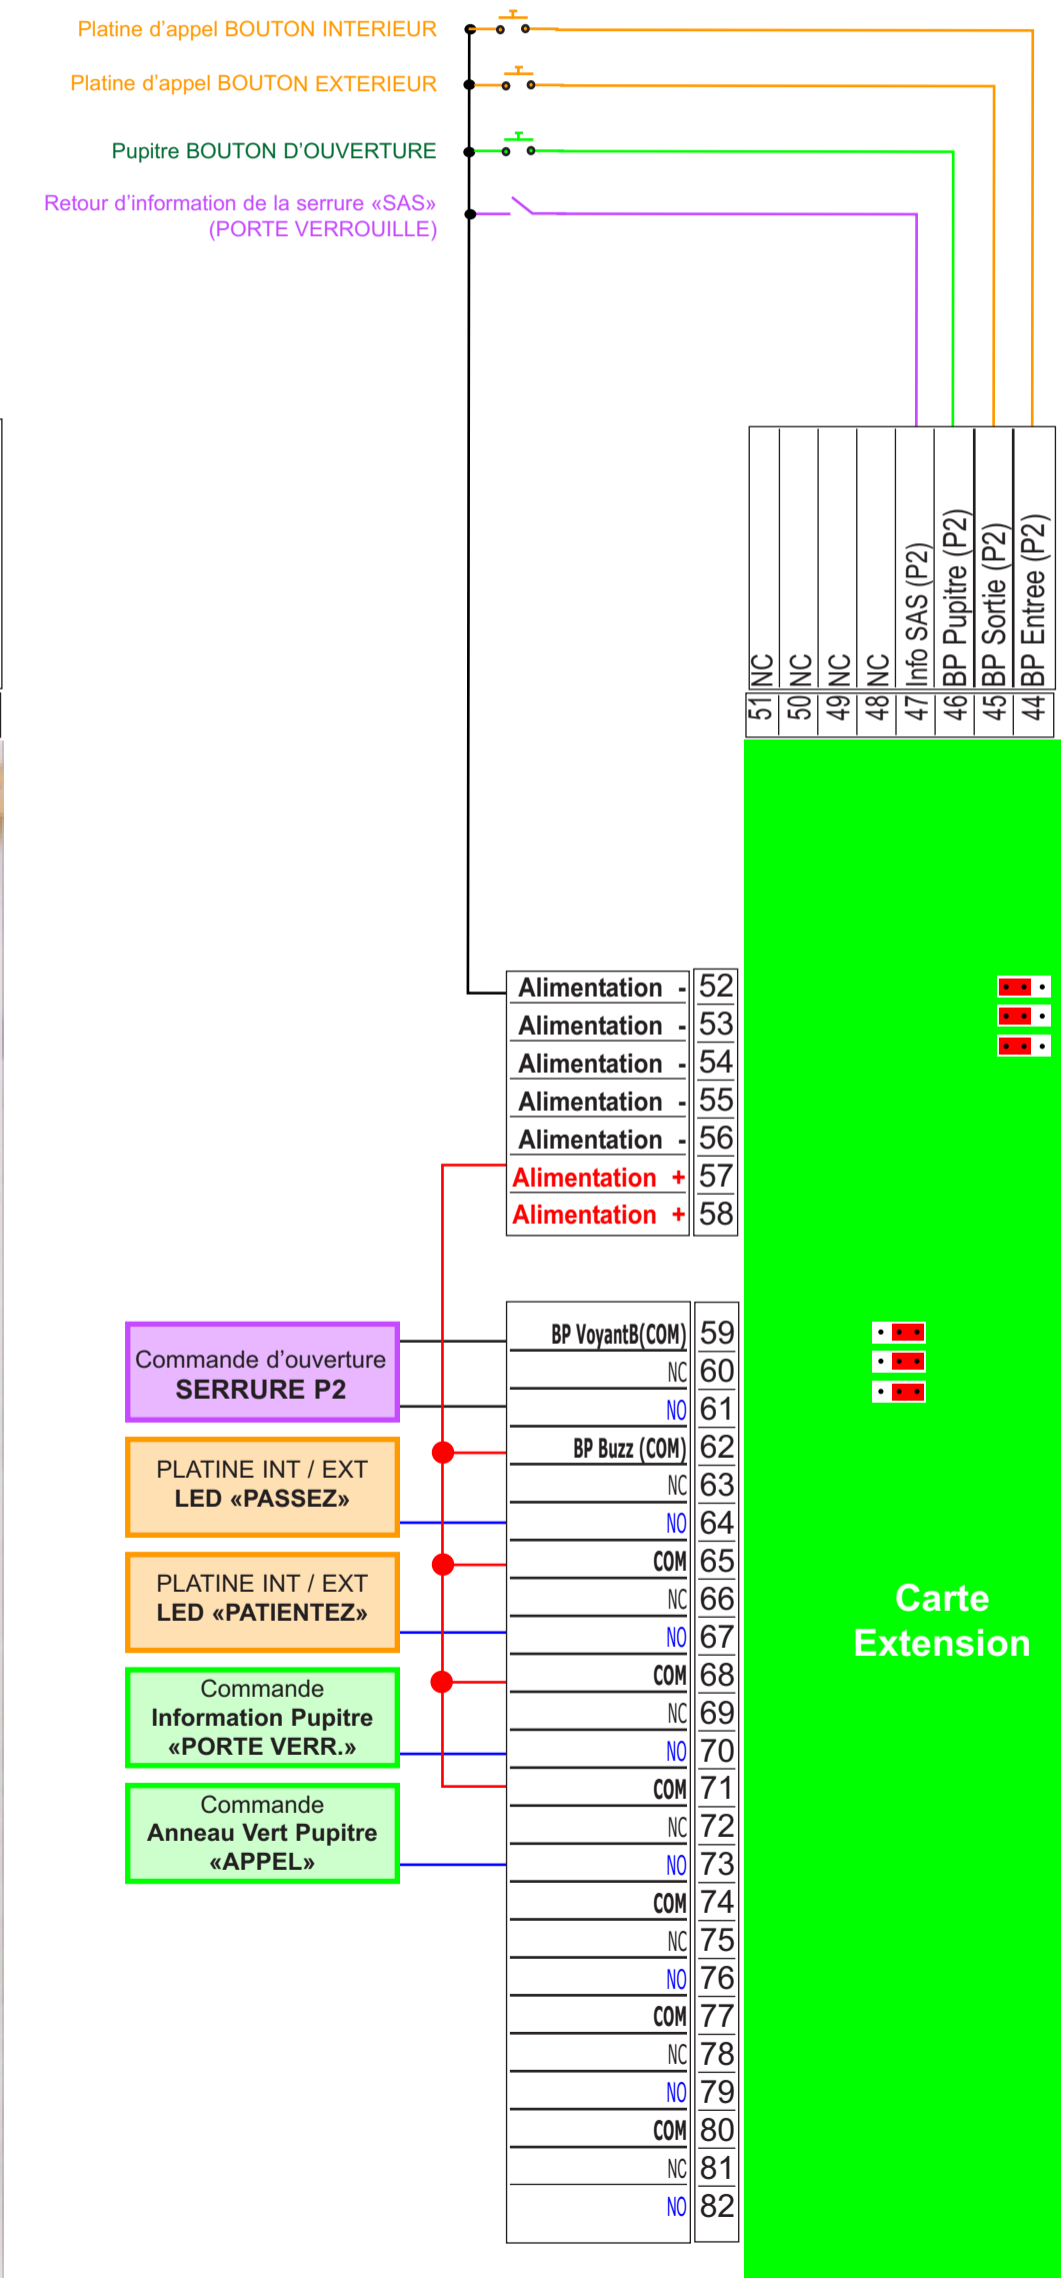 Platine d'appel BOUTON INTERIEUR
Platine d'appel BOUTON EXTERIEUR
Pupitre BOUTON D'OUVERTURE
Retour d'information de la serrure «SAS»
(PORTE VERROUILLE)
51 NC
50 NC
49 NC
48 NC
47 Info SAS (P2)
46 BP Pupitre (P2)
45 BP Sortie (P2)
44 BP Entree (P2)
Alimentation - 52
Alimentation - 53
Alimentation - 54
Alimentation - 55
Alimentation - 56
Alimentation + 57
Alimentation + 58
BP VoyantB(COM) 59
NC 60
NO 61
BP Buzz (COM) 62
NC 63
NO 64
COM 65
NC 66
NO 67
COM 68
NC 69
NO 70
COM 71
NC 72
NO 73
COM 74
NC 75
NO 76
COM 77
NC 78
NO 79
COM 80
NC 81
NO 82
Commande d'ouverture
SERRURE P2
PLATINE INT / EXT
LED «PASSEZ»
PLATINE INT / EXT
LED «PATIENTEZ»
Commande
Information Pupitre
«PORTE VERR.»
Commande
Anneau Vert Pupitre
«APPEL»
Carte
Extension